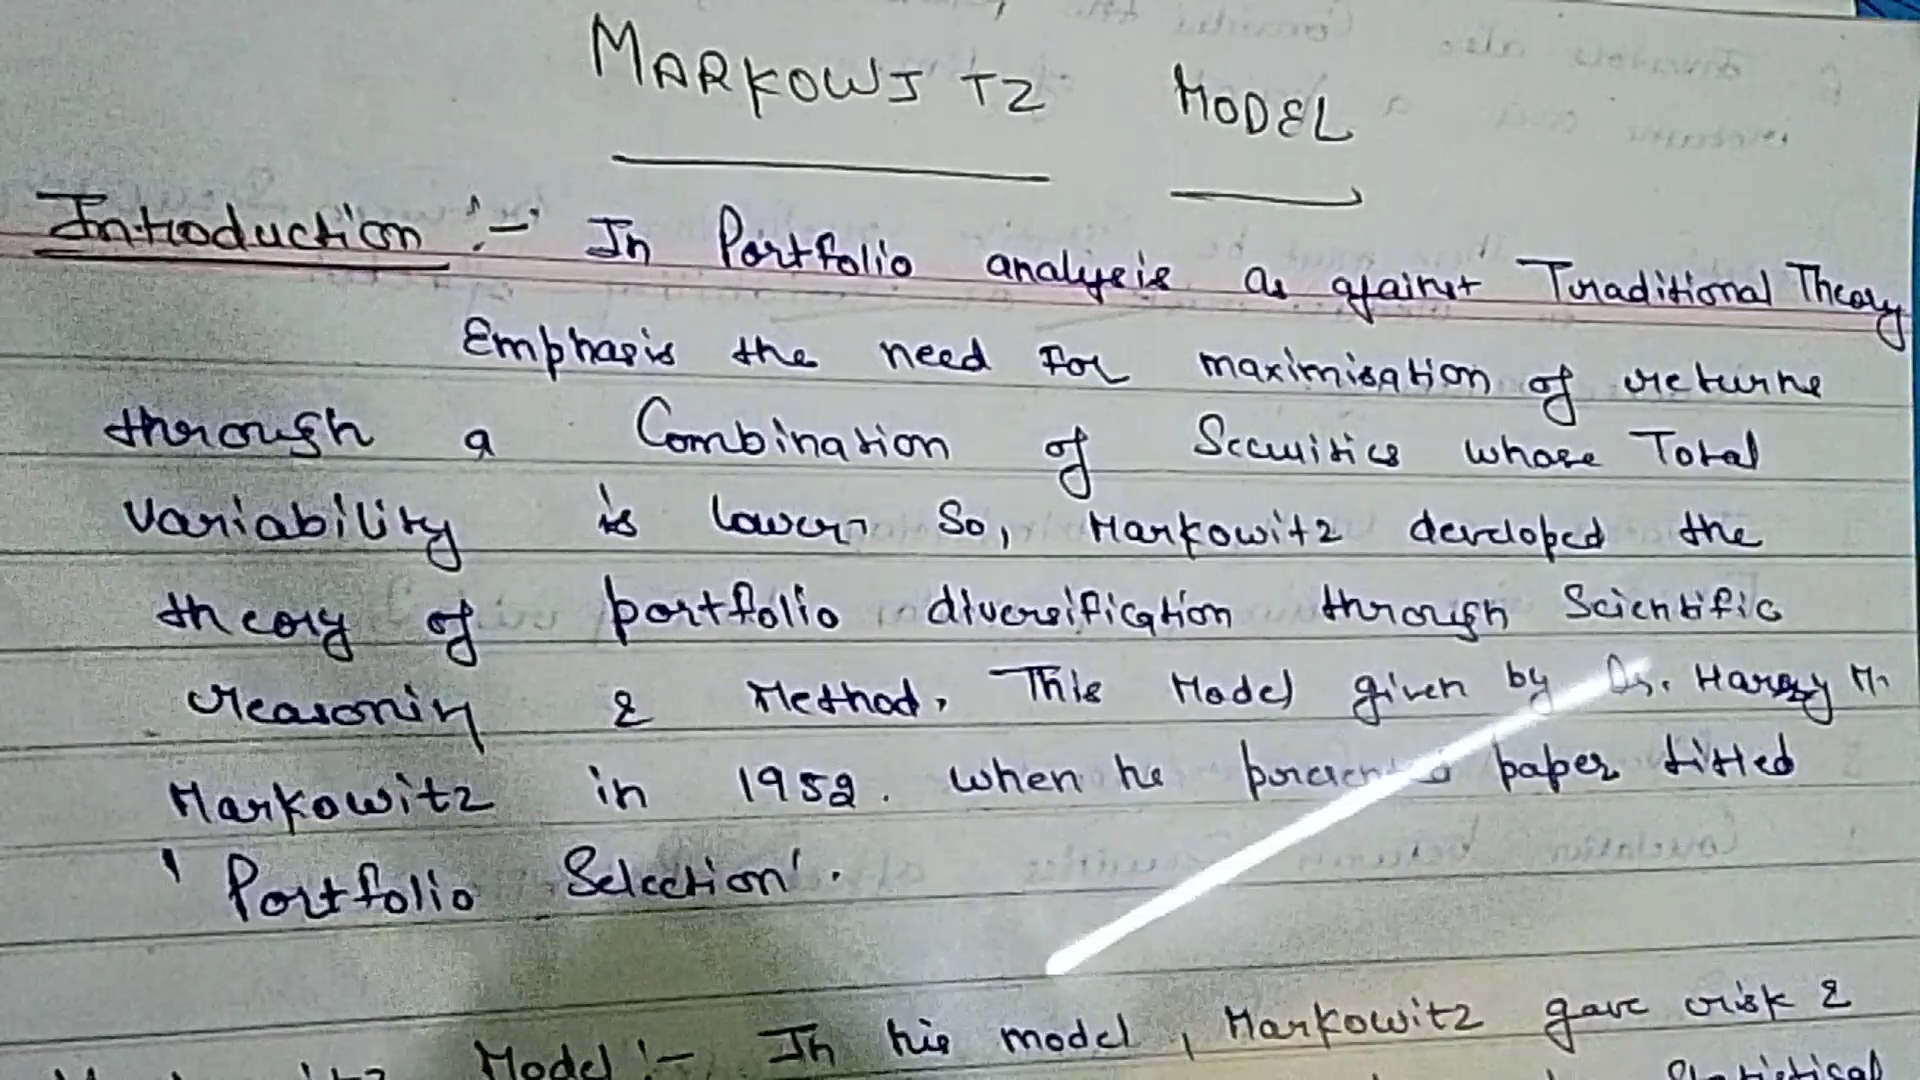 MARKOWITZ MODEL
Introduction :- In Portfolio analysis as against Traditional Theory
Emphasis the need for maximisation of returns
through a Combination of Securities whose Total
variability is lower. So, Markowitz developed the
theory of portfolio diversification through Scientific
reasoning & Method. This Model given by Dr. Harry M.
Markowitz in 1952. when he paper titled
'Portfolio Selection'.
Model :- In his model, Markowitz gave risk &
Statistical